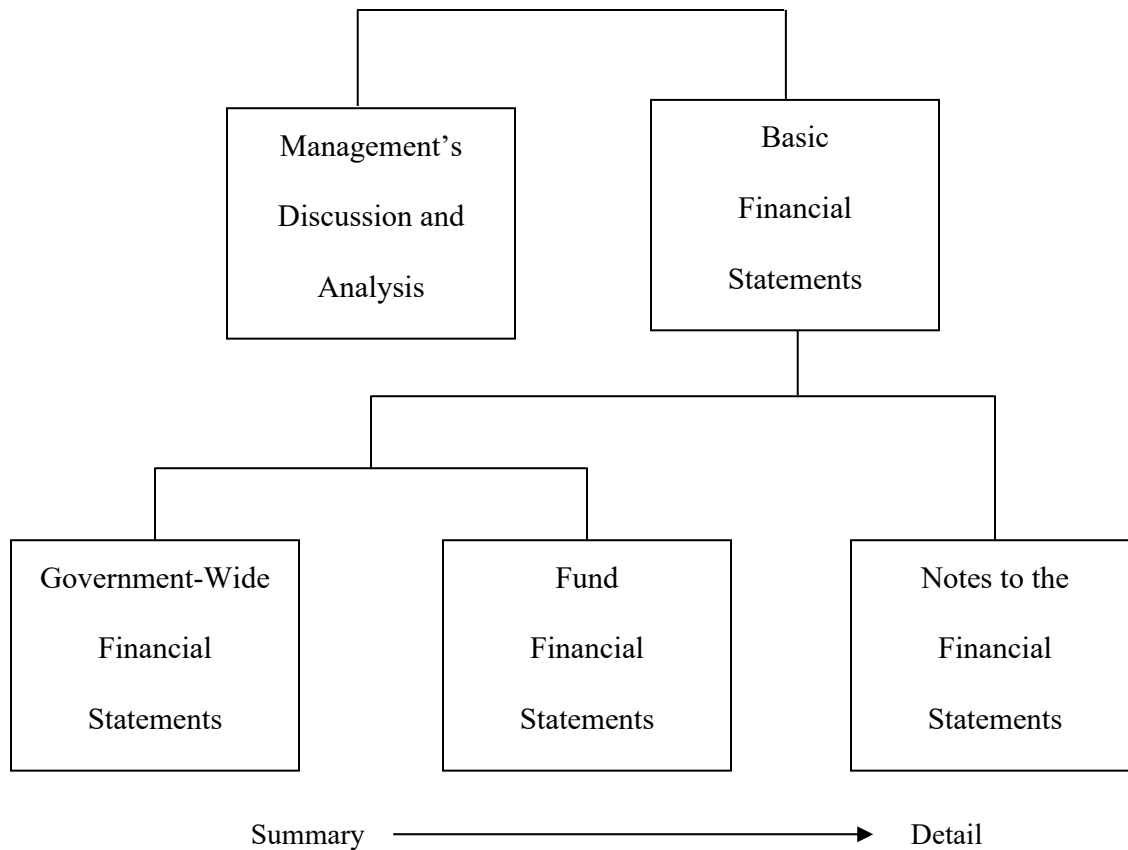 Management’s
Discussion and
Analysis
Basic
Financial
Statements
Government-Wide
Financial
Statements
Fund
Financial
Statements
Notes to the
Financial
Statements
Summary
Detail